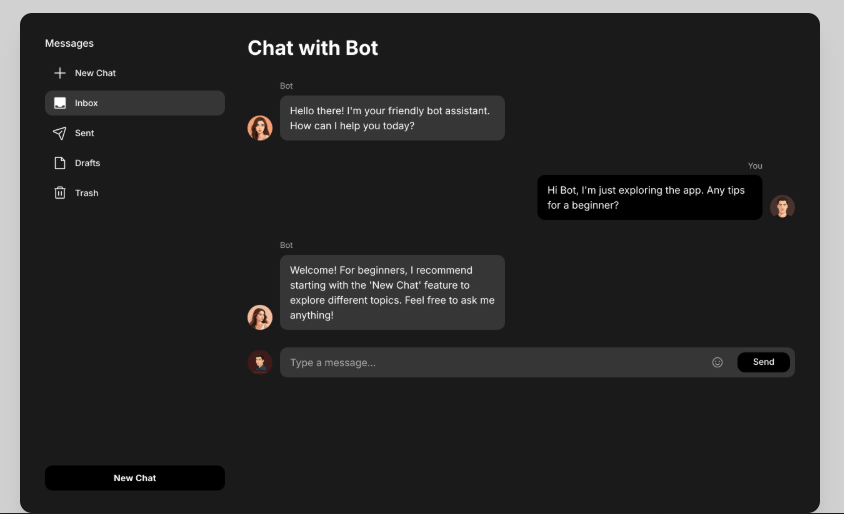 Messages
New Chat
Inbox
Sent
Drafts
Trash
New Chat
Chat with Bot
Bot
Hello there! I'm your friendly bot assistant.
How can I help you today?
You
Hi Bot, I'm just exploring the app. Any tips
for a beginner?
Bot
Welcome! For beginners, I recommend
starting with the 'New Chat' feature to
explore different topics. Feel free to ask me
anything!
Type a message...
Send